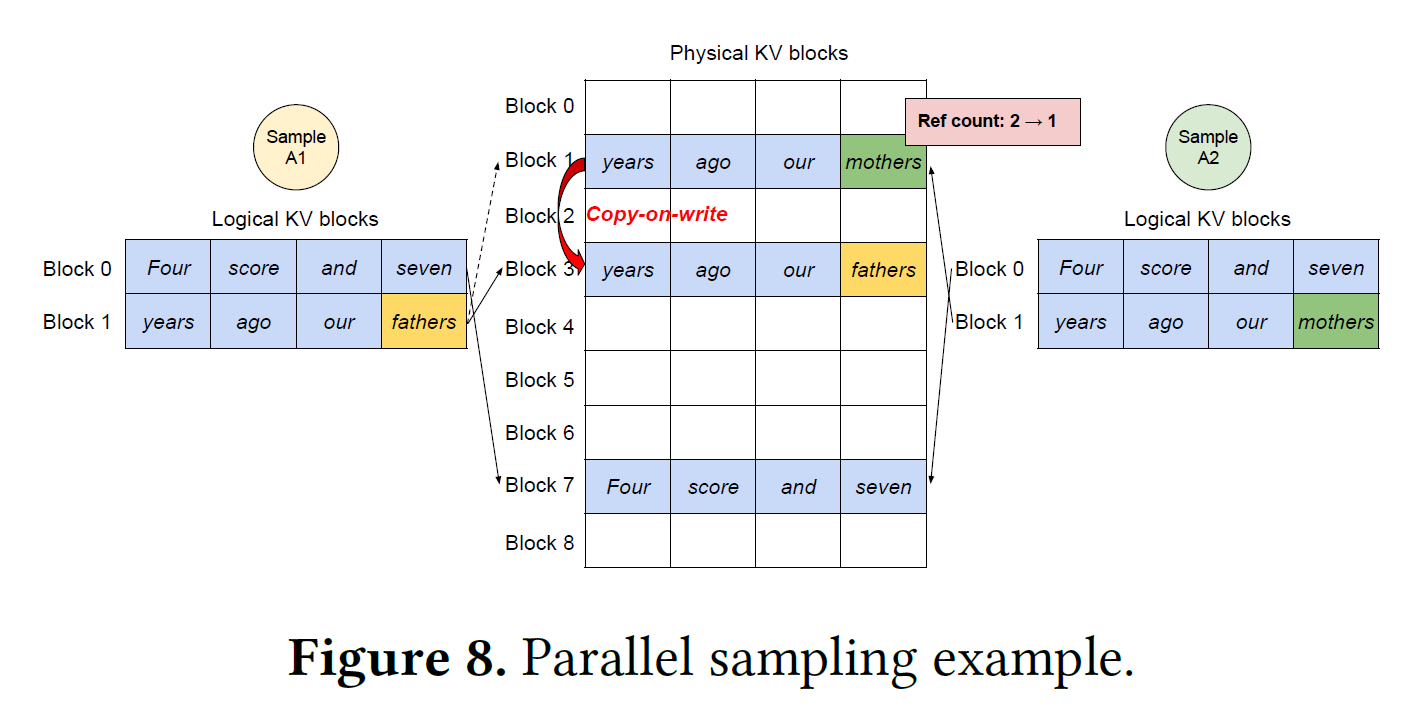 Physical KV blocks
Sample A1
Logical KV blocks
Block 0 Four score and seven
Block 1 years ago our fathers
Block 0
Block 1 years ago our mothers
Ref count: 2 → 1
Block 2 Copy-on-write
Block 3 years ago our fathers
Block 4
Block 5
Block 6
Block 7 Four score and seven
Block 8
Sample A2
Logical KV blocks
Block 0 Four score and seven
Block 1 years ago our mothers
Figure 8. Parallel sampling example.